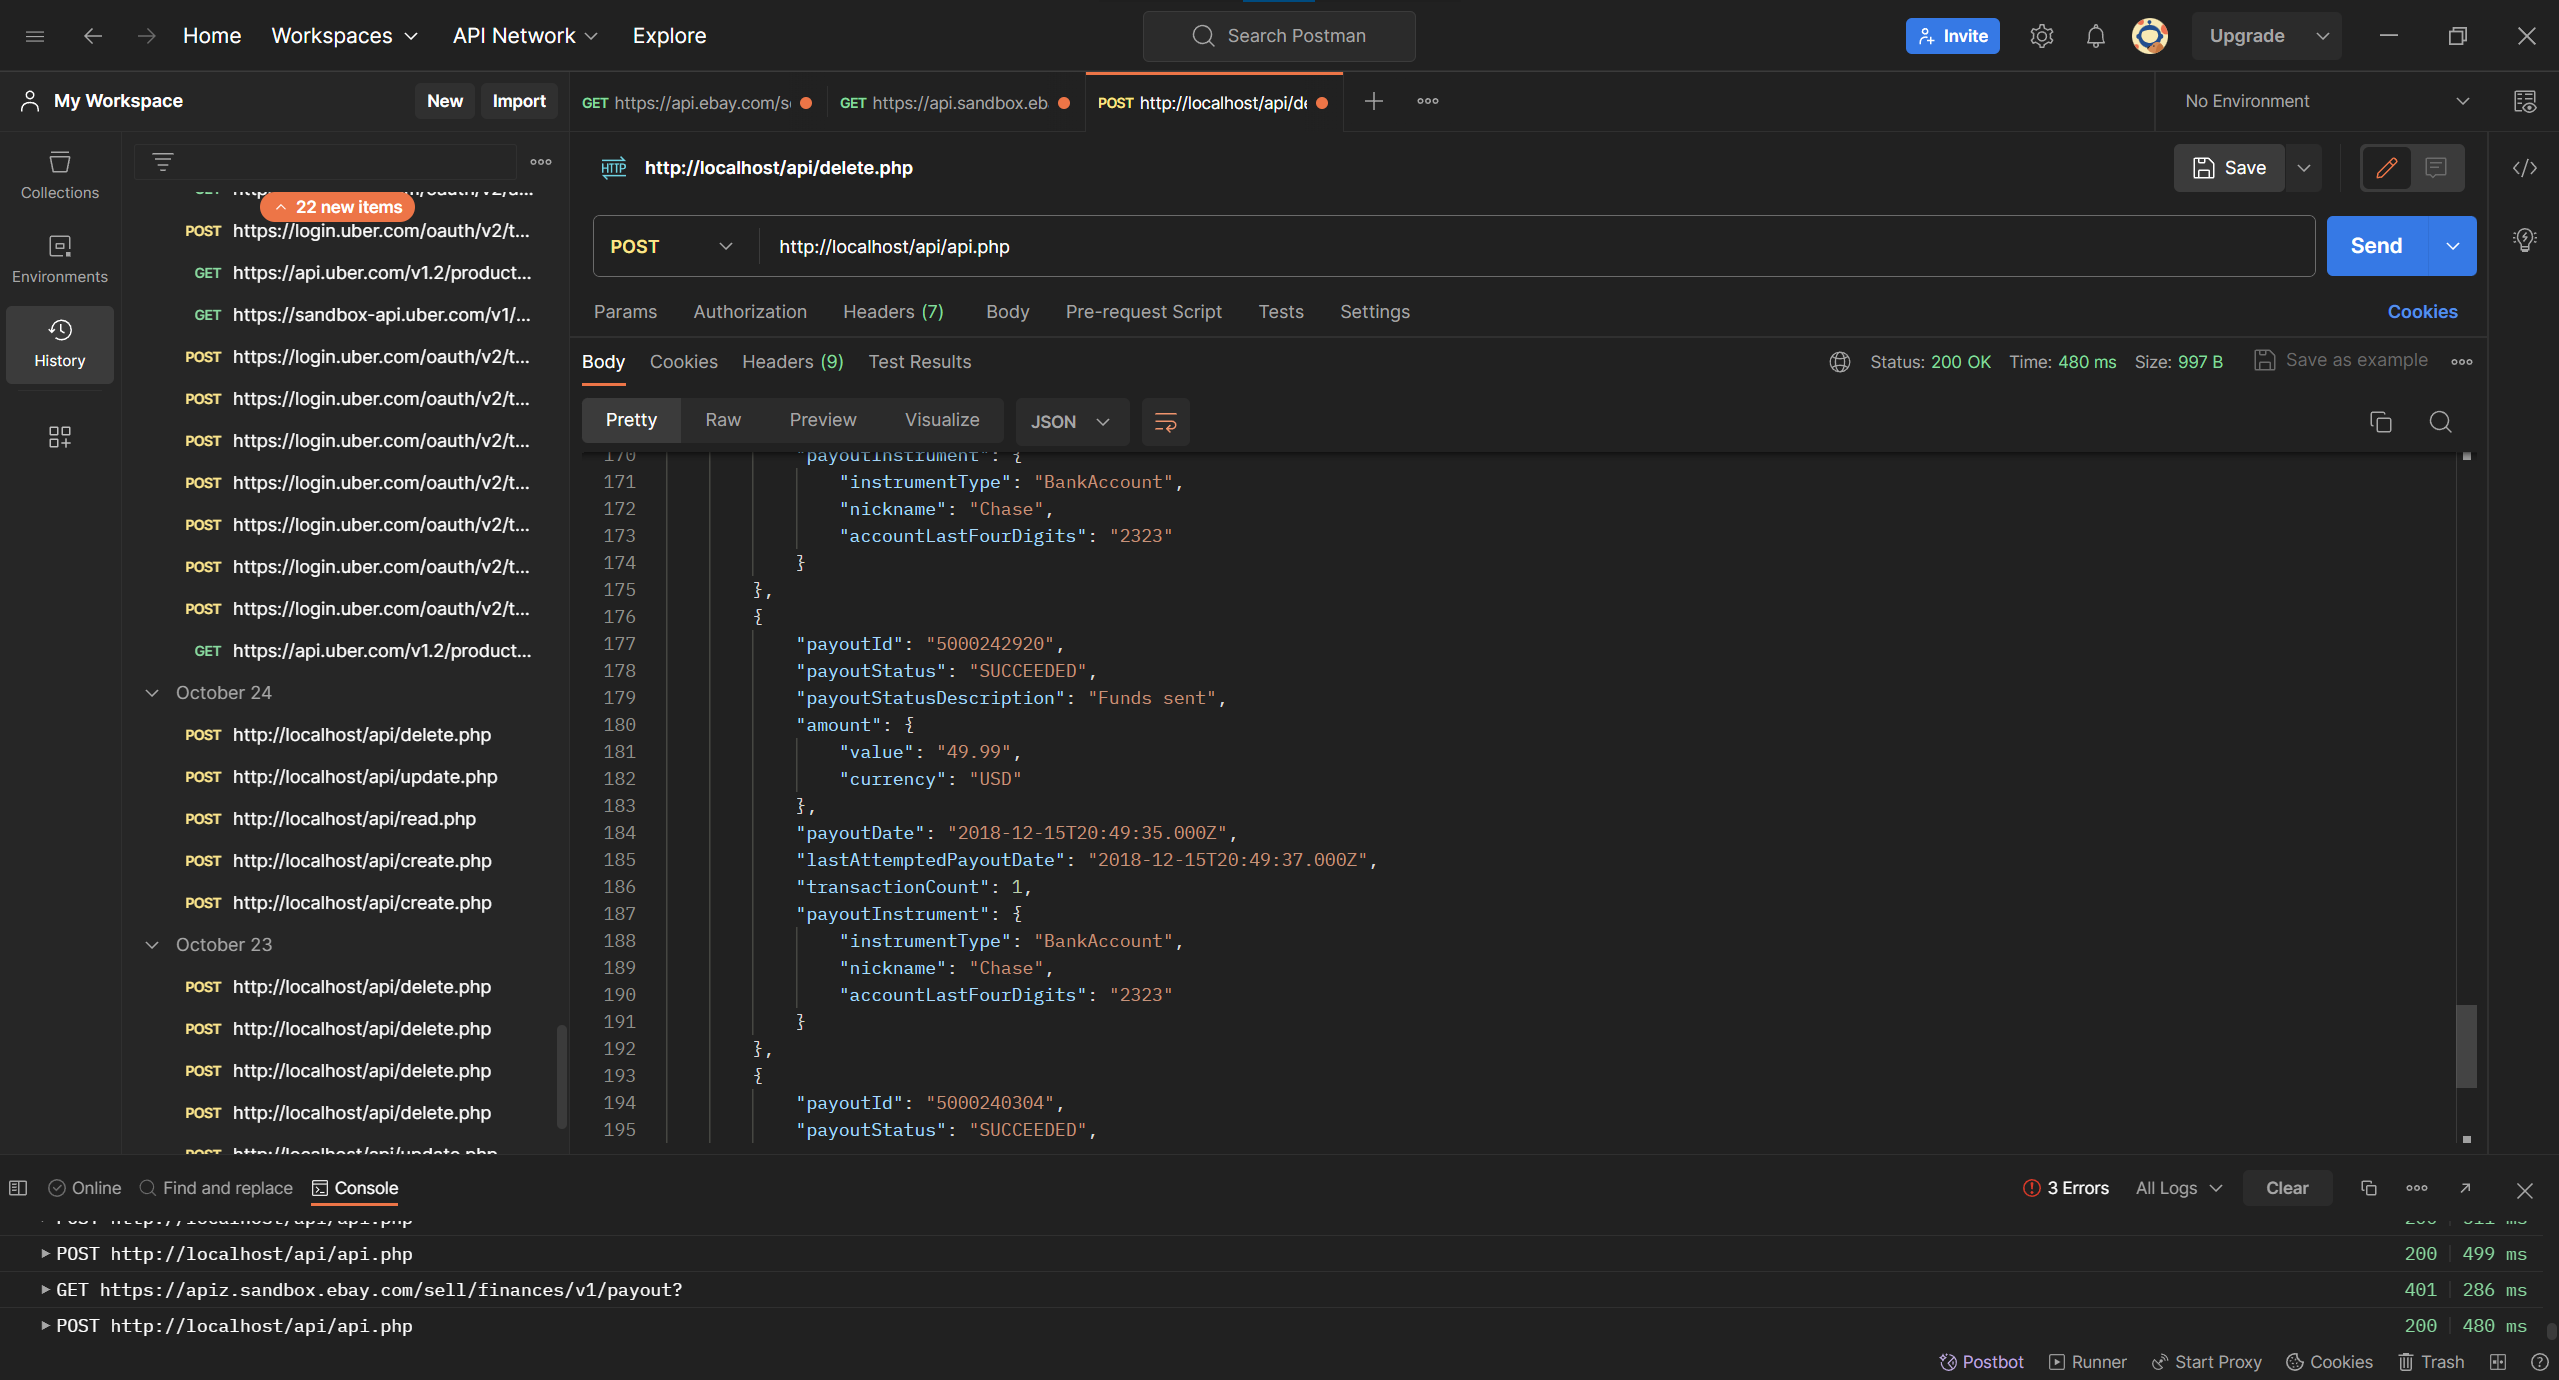 Home
Workspaces
API Network
Explore
Search Postman
Invite
Upgrade
My Workspace
New
Import
GET https://api.ebay.com/s
GET https://api.sandbox.eb
POST http://localhost/api/de
No Environment
Collections
Environments
History
22 new items
POST https://login.uber.com/oauth/v2/t...
GET https://api.uber.com/v1.2/product...
GET https://sandbox-api.uber.com/v1/...
POST https://login.uber.com/oauth/v2/t...
POST https://login.uber.com/oauth/v2/t...
POST https://login.uber.com/oauth/v2/t...
POST https://login.uber.com/oauth/v2/t...
POST https://login.uber.com/oauth/v2/t...
POST https://login.uber.com/oauth/v2/t...
POST https://login.uber.com/oauth/v2/t...
GET https://api.uber.com/v1.2/product...
October 24
POST http://localhost/api/delete.php
POST http://localhost/api/update.php
POST http://localhost/api/read.php
POST http://localhost/api/create.php
POST http://localhost/api/create.php
October 23
POST http://localhost/api/delete.php
POST http://localhost/api/delete.php
POST http://localhost/api/delete.php
POST http://localhost/api/delete.php
POST http://localhost/api/update.php
HTTP http://localhost/api/delete.php
Save
POST http://localhost/api/api.php
Send
Params Authorization Headers (7) Body Pre-request Script Tests Settings
Cookies
Body Cookies Headers (9) Test Results
Status: 200 OK Time: 480 ms Size: 997 B
Save as example
Pretty Raw Preview Visualize
JSON
170 "payoutInstrument": {
171 "instrumentType": "BankAccount",
172 "nickname": "Chase",
173 "accountLastFourDigits": "2323"
174 }
175 },
176 {
177 "payoutId": "5000242920",
178 "payoutStatus": "SUCCEEDED",
179 "payoutStatusDescription": "Funds sent",
180 "amount": {
181 "value": "49.99",
182 "currency": "USD"
183 },
184 "payoutDate": "2018-12-15T20:49:35.000Z",
185 "lastAttemptedPayoutDate": "2018-12-15T20:49:37.000Z",
186 "transactionCount": 1,
187 "payoutInstrument": {
188 "instrumentType": "BankAccount",
189 "nickname": "Chase",
190 "accountLastFourDigits": "2323"
191 }
192 },
193 {
194 "payoutId": "5000240304",
195 "payoutStatus": "SUCCEEDED",
Online
Find and replace
Console
3 Errors
All Logs
Clear
POST http://localhost/api/api.php
POST http://localhost/api/api.php 200 499 ms
GET https://apiz.sandbox.ebay.com/sell/finances/v1/payout? 401 286 ms
POST http://localhost/api/api.php 200 480 ms
Postbot
Runner
Start Proxy
Cookies
Trash